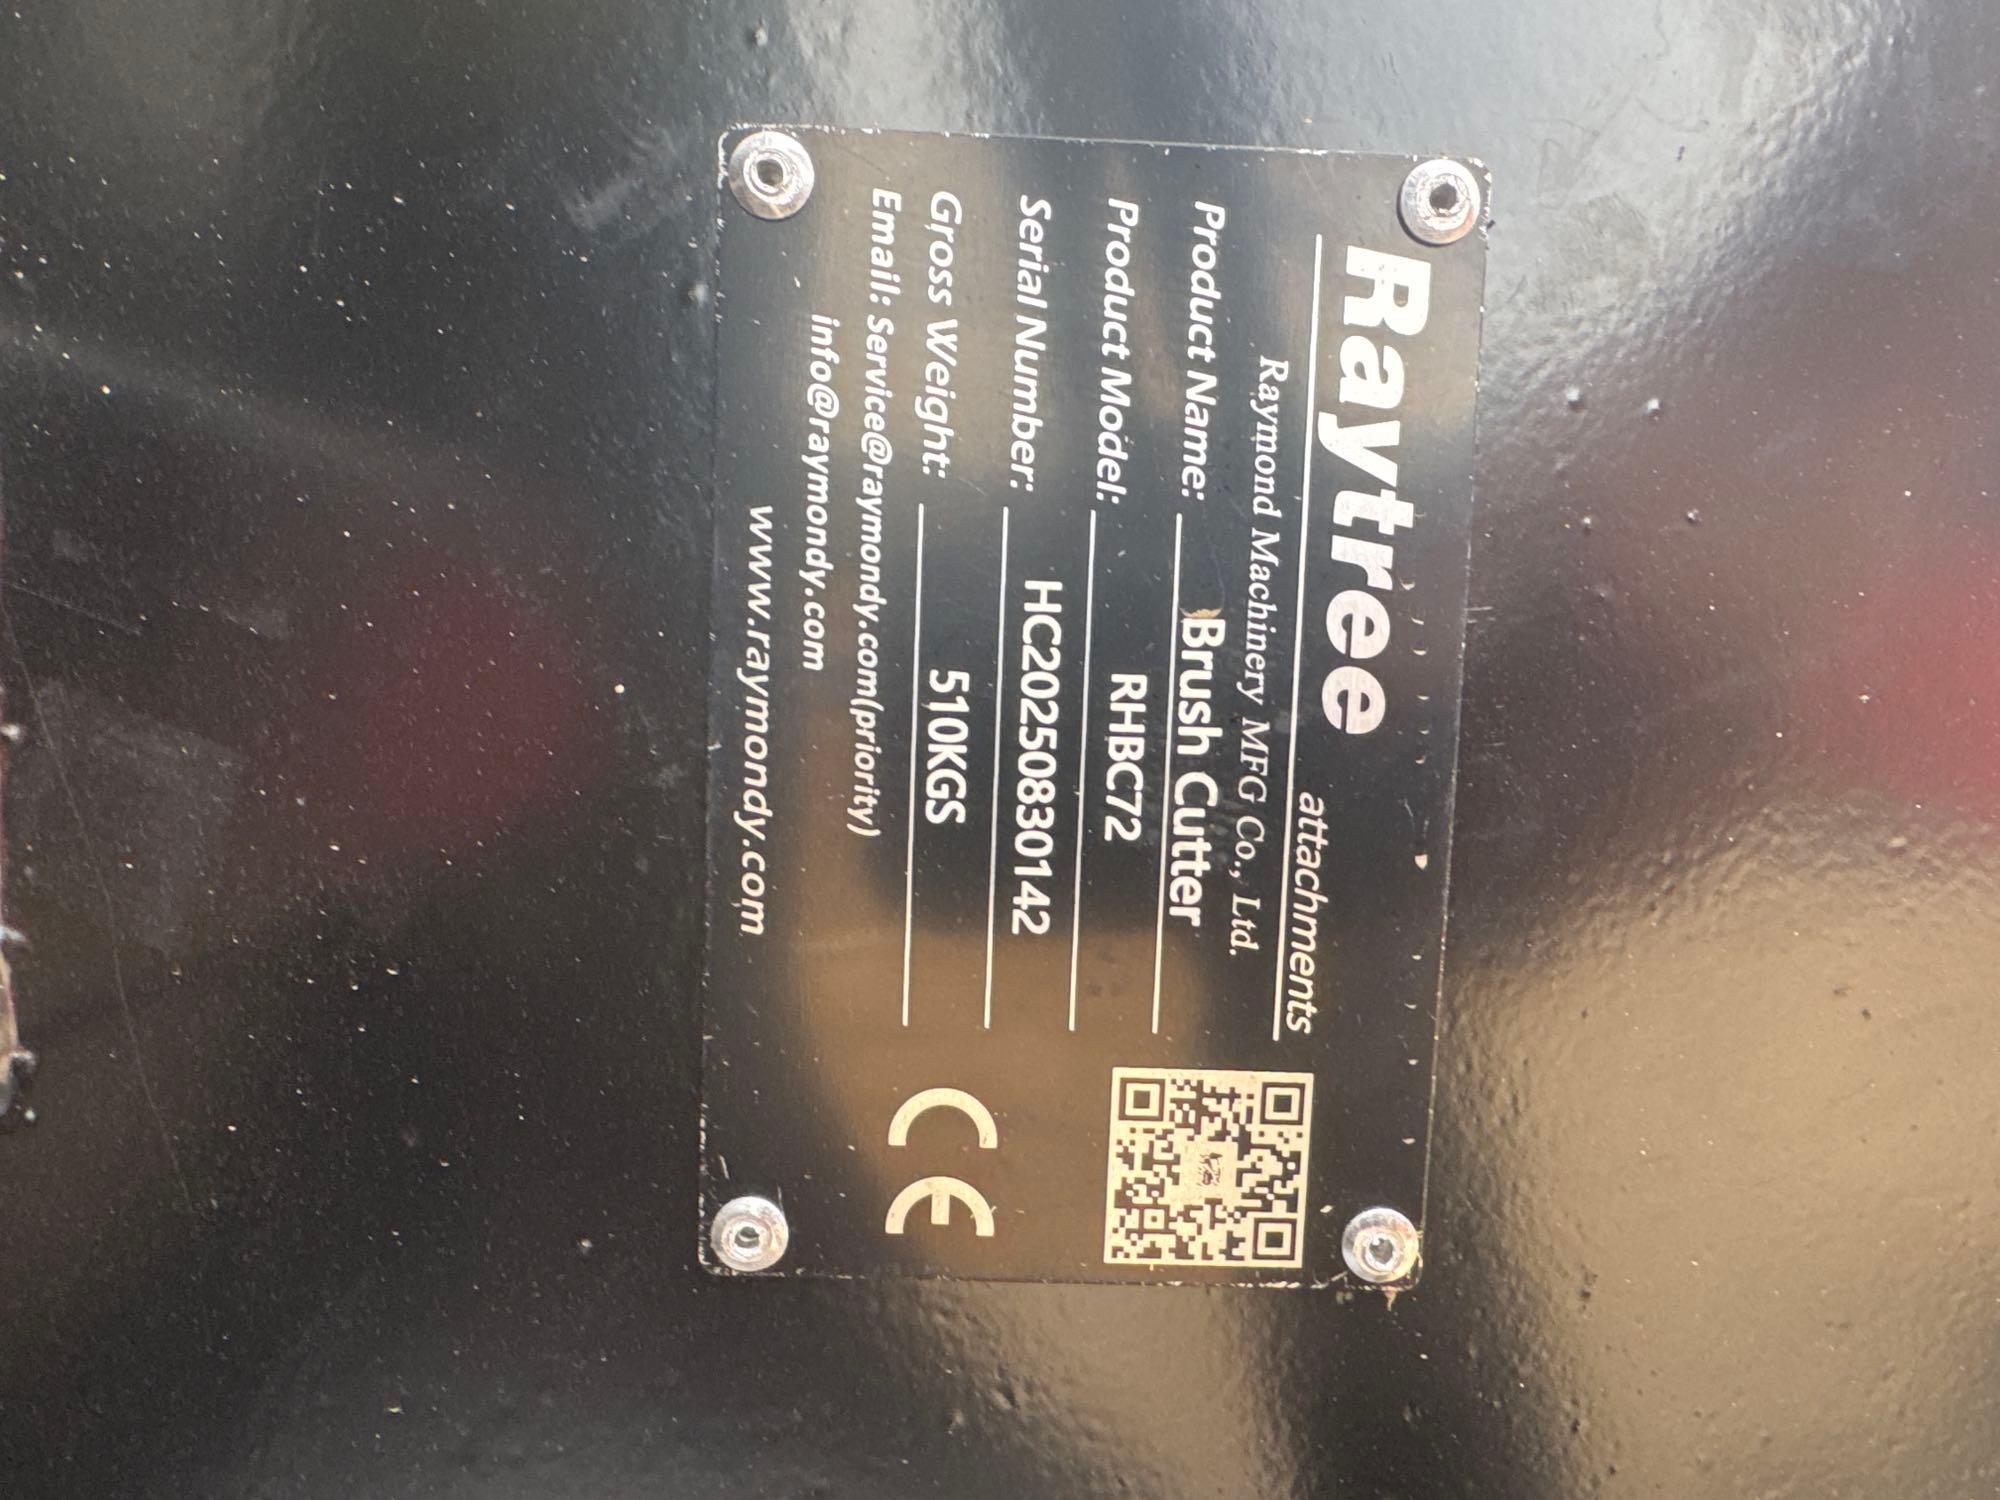 Raytree attachments
Raymond Machinery MFG Co., Ltd.
Product Name: Brush Cutter
Product Model: RHBC72
Serial Number: HC202508830142
Gross Weight: 510KGS
Email: Service@raymondy.com(priority)
info@raymondy.com
www.raymondy.com
CE